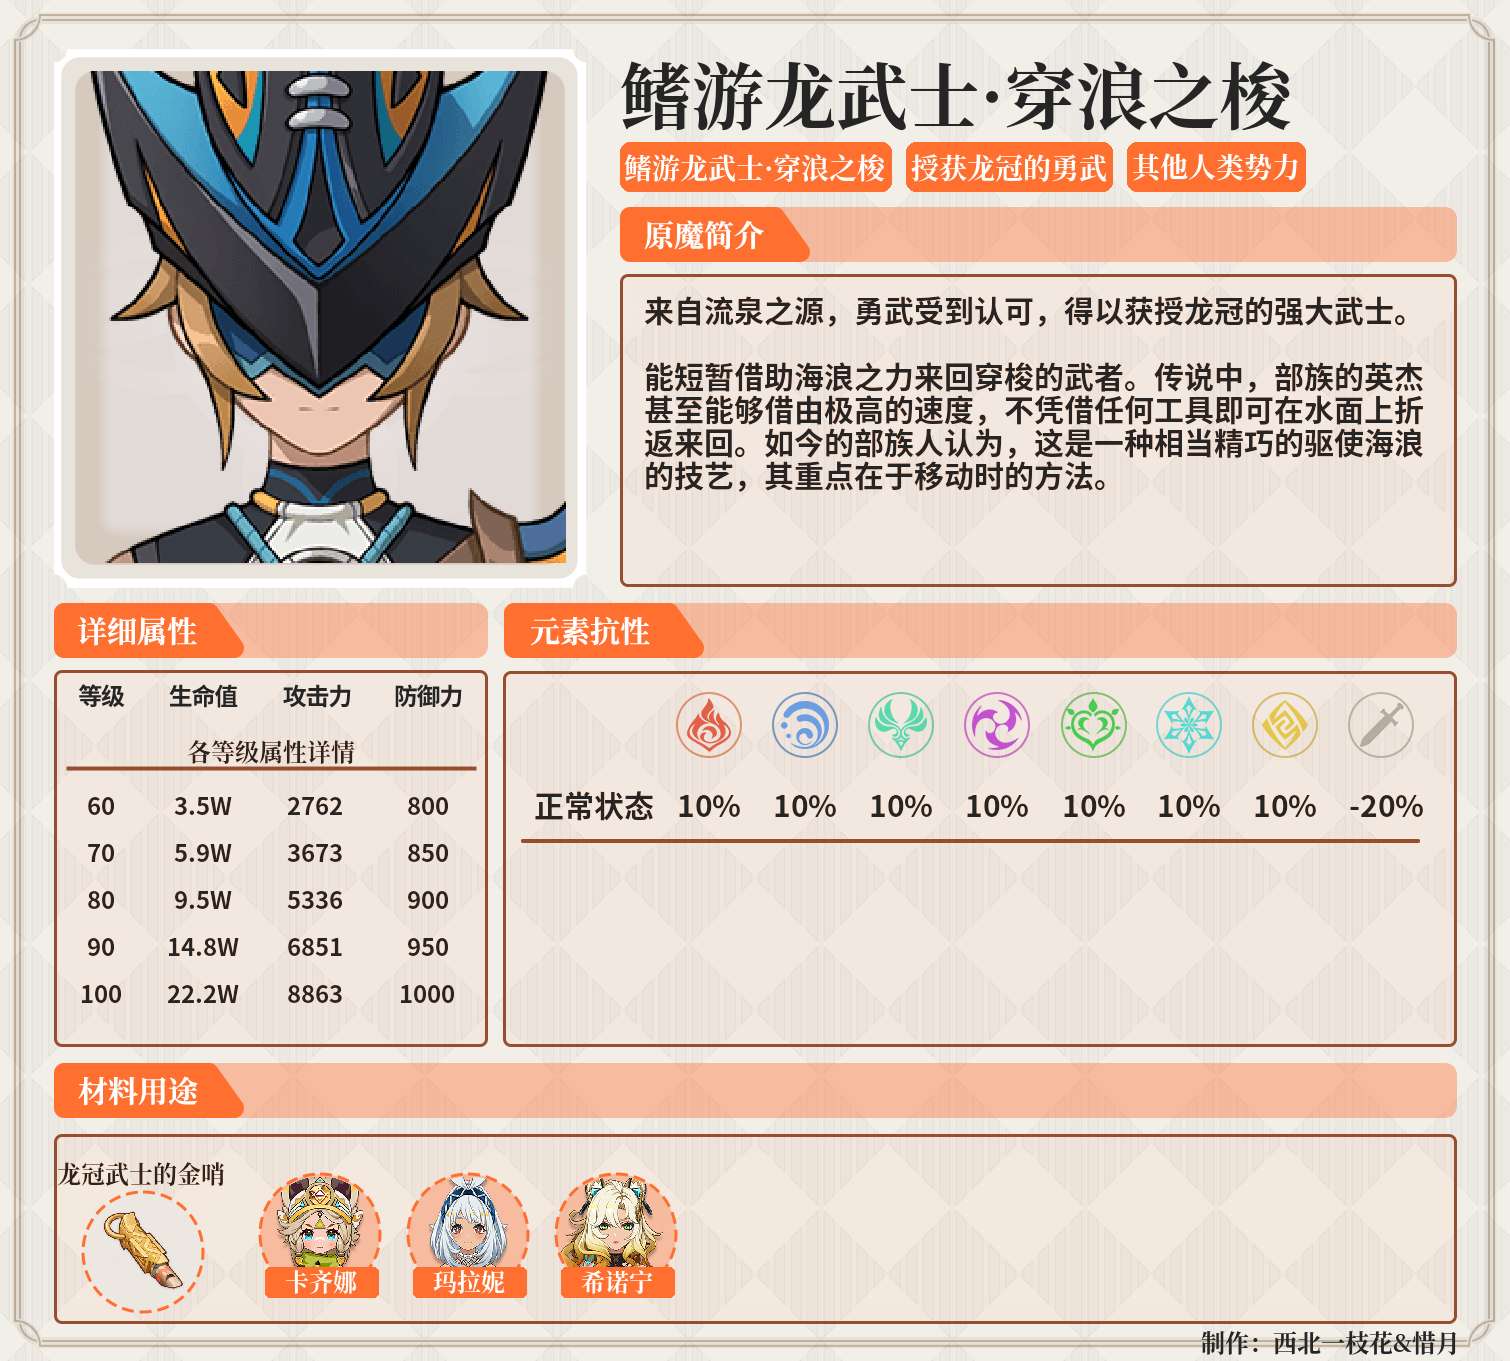 鳍游龙武士·穿浪之梭
鳍游龙武士·穿浪之梭 授获龙冠的勇武 其他人类势力
原魔简介
来自流泉之源，勇武受到认可，得以获授龙冠的强大武士。
能短暂借助海浪之力来回穿梭的武者。传说中，部族的英杰
甚至能够借由极高的速度，不凭借任何工具即可在水面上折
返来回。如今的部族人认为，这是一种相当精巧的驱使海浪
的技艺，其重点在于移动时的方法。
详细属性
等级 生命值 攻击力 防御力
各等级属性详情
60 3.5W 2762 800
70 5.9W 3673 850
80 9.5W 5336 900
90 14.8W 6851 950
100 22.2W 8863 1000
元素抗性
正常状态 10% 10% 10% 10% 10% 10% 10% -20%
材料用途
龙冠武士的金哨
卡齐娜 玛拉妮 希诺宁
制作：西北一枝花&惜月